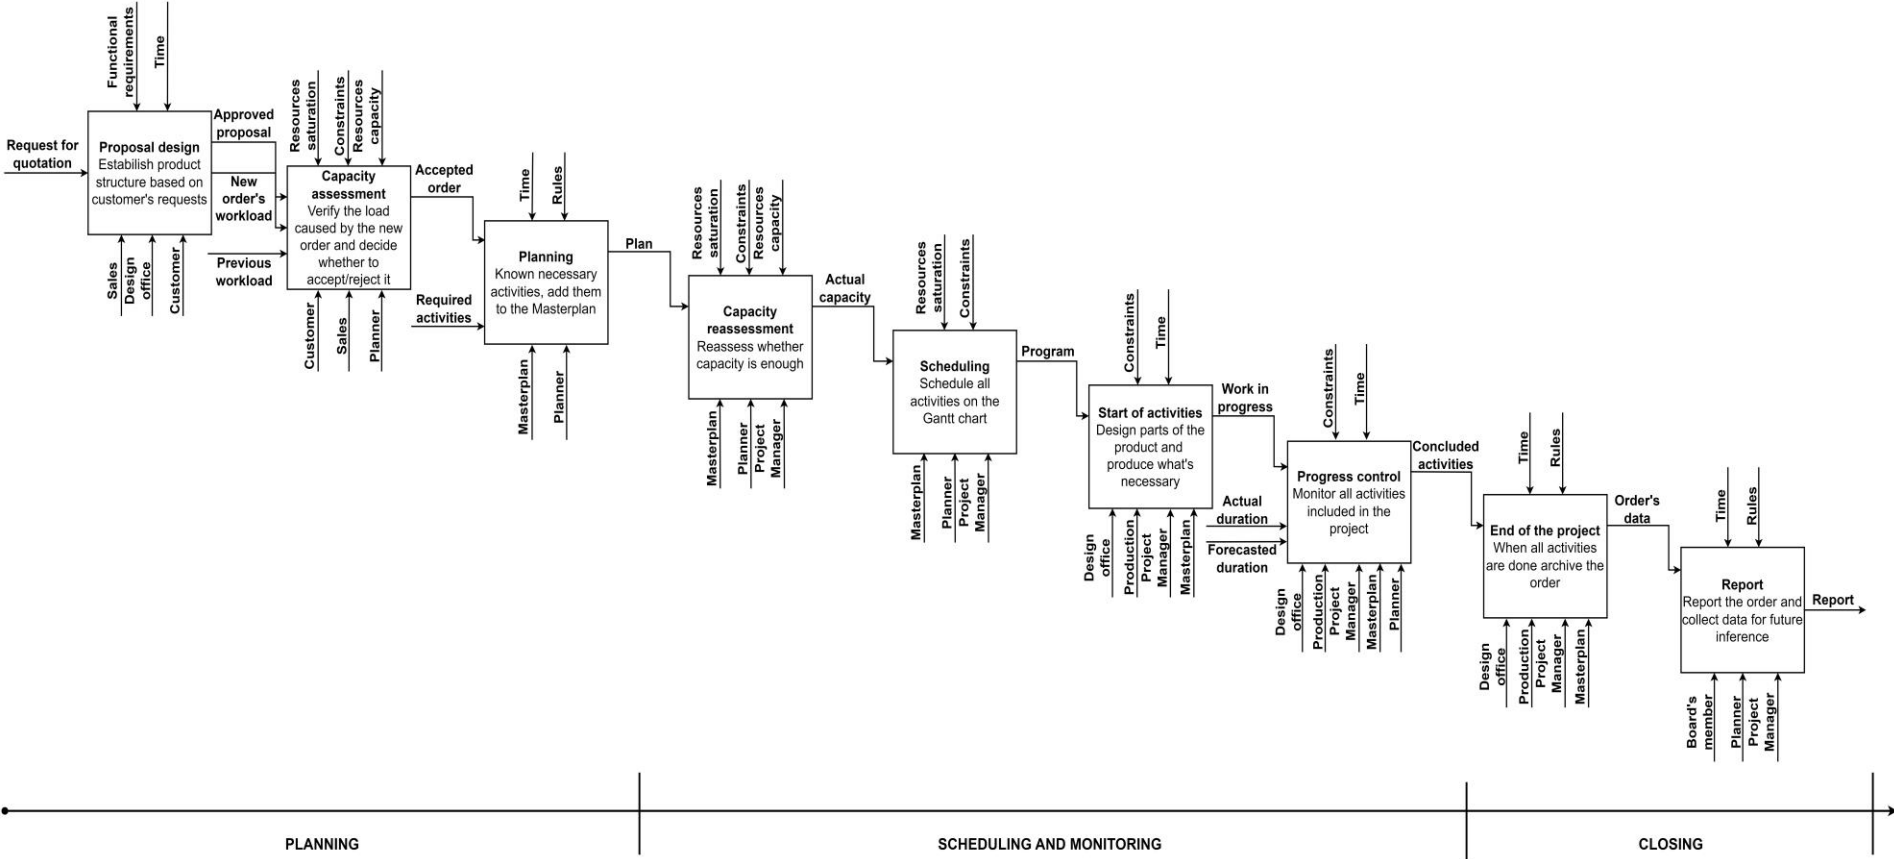 Functional
requirements
Time
Request for
quotation
Proposal design
Estabilish product
structure based on
customer's requests
Sales
Design
office
Customer
Approved
proposal
New
order's
workload
Previous
workload
Resources
saturation
Constraints
Resources
capacity
Capacity
assessment
Verify the load
caused by the new
order and decide
whether to
accept/reject it
Customer
Sales
Planner
Accepted
order
Required
activities
Time
Rules
Planning
Known necessary
activities, add them
to the Masterplan
Masterplan
Planner
Plan
Resources
saturation
Constraints
Resources
capacity
Capacity
reassessment
Reassess whether
capacity is enough
Masterplan
Planner
Project
Manager
Actual
capacity
Resources
saturation
Constraints
Scheduling
Schedule all
activities on the
Gantt chart
Masterplan
Planner
Project
Manager
Program
Constraints
Time
Start of activities
Design parts of the
product and
produce what's
necessary
Design
office
Production
Project
Manager
Masterplan
Work in
progress
Actual
duration
Forecasted
duration
Constraints
Time
Progress control
Monitor all activities
included in the
project
Design
office
Production
Project
Manager
Masterplan
Planner
Concluded
activities
Time
Rules
End of the project
When all activities
are done archive the
order
Design
office
Production
Project
Manager
Masterplan
Order's
data
Time
Rules
Report
Report the order and
collect data for future
inference
Board's
member
Planner
Project
Manager
Report
PLANNING
SCHEDULING AND MONITORING
CLOSING